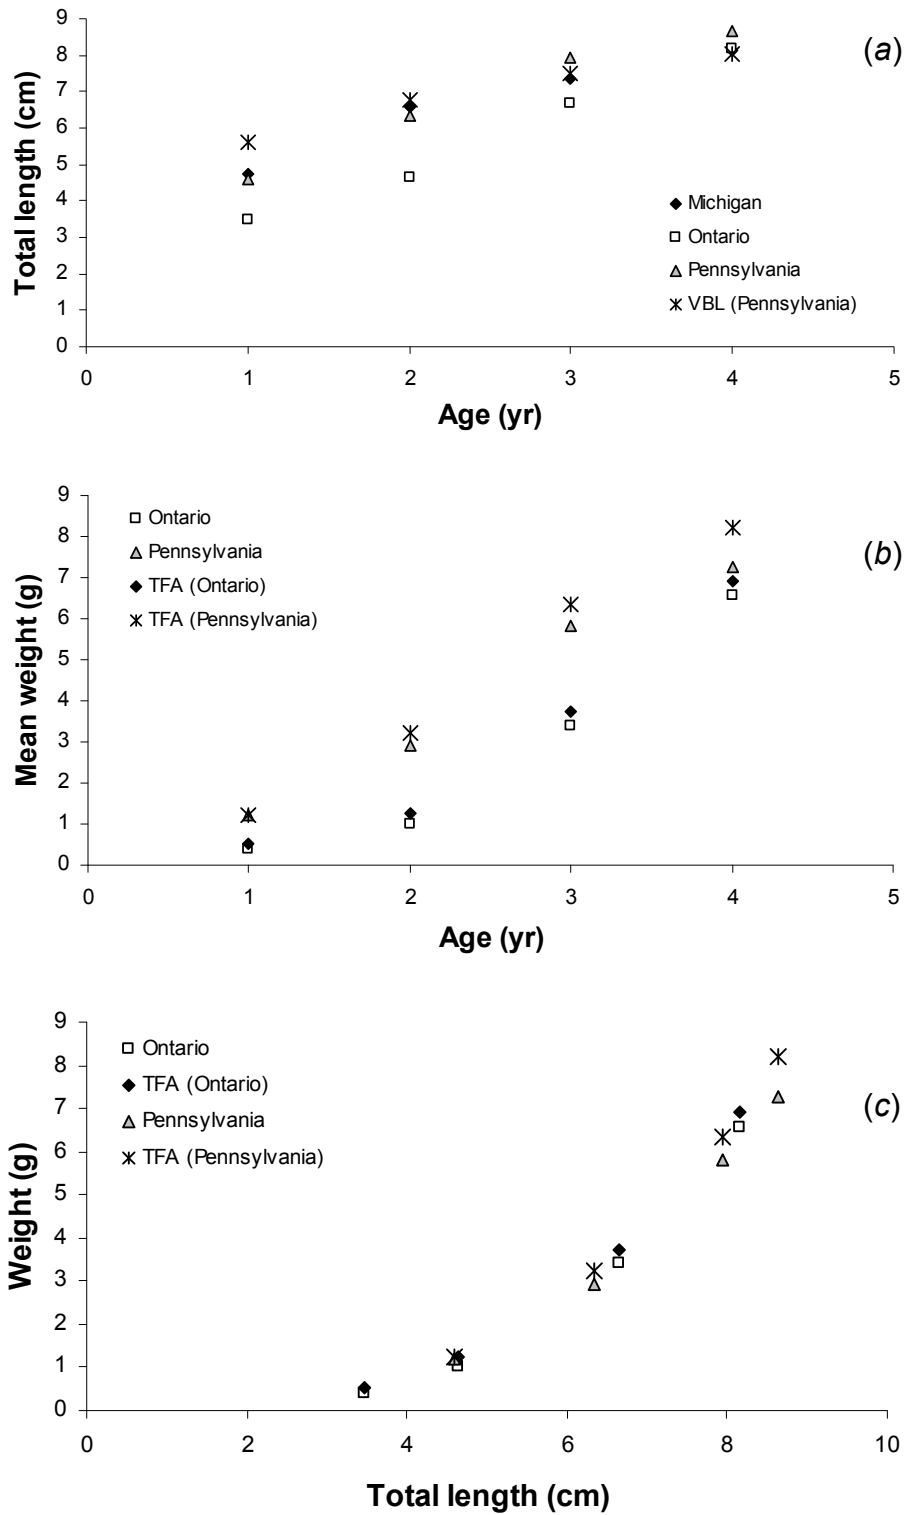 9
8
7
6
5
4
3
2
1
0
Total length (cm)
(a)
Michigan
Ontario
Pennsylvania
VBL (Pennsylvania)
0 1 2 3 4 5
Age (yr)
9
8
7
6
5
4
3
2
1
0
Mean weight (g)
Ontario
Pennsylvania
TFA (Ontario)
TFA (Pennsylvania)
(b)
0 1 2 3 4 5
Age (yr)
9
8
7
6
5
4
3
2
1
0
Weight (g)
Ontario
TFA (Ontario)
Pennsylvania
TFA (Pennsylvania)
(c)
0 2 4 6 8 10
Total length (cm)